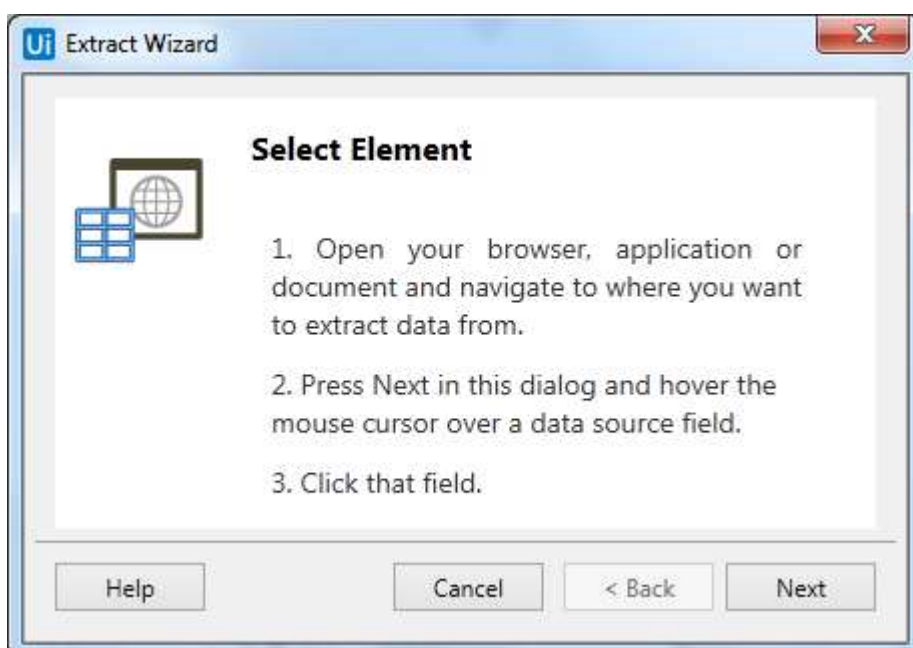 Ui Extract Wizard
Select Element
1. Open your browser, application or
document and navigate to where you want
to extract data from.
2. Press Next in this dialog and hover the
mouse cursor over a data source field.
3. Click that field.
Help Cancel < Back Next